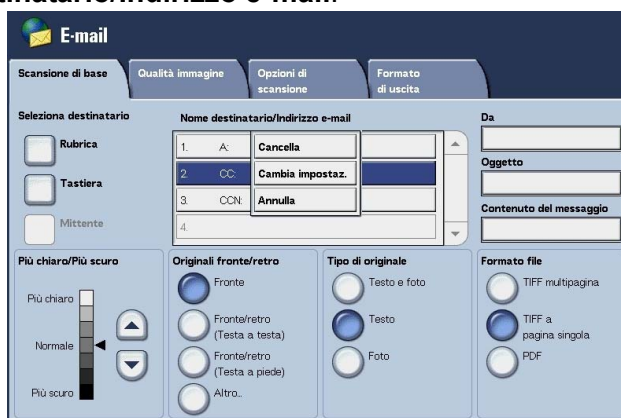 E-mail
Scansione di base
Qualità immagine
Opzioni di scansione
Formato di uscita
Seleziona destinatario
Rubrica
Tastiera
Mittente
Nome destinatario/Indirizzo e-mail
1. A: Cancella
2. CC: Cambia impostaz.
3. CCN: Annulla
4.
Da
Oggetto
Contenuto del messaggio
Più chiaro/Più scuro
Più chiaro
Normale
Più scuro
Originali fronte/retro
Fronte
Fronte/retro
(Testa a testa)
Fronte/retro
(Testa a piede)
Altro...
Tipo di originale
Testo e foto
Testo
Foto
Formato file
TIFF multipagina
TIFF a
pagina singola
PDF